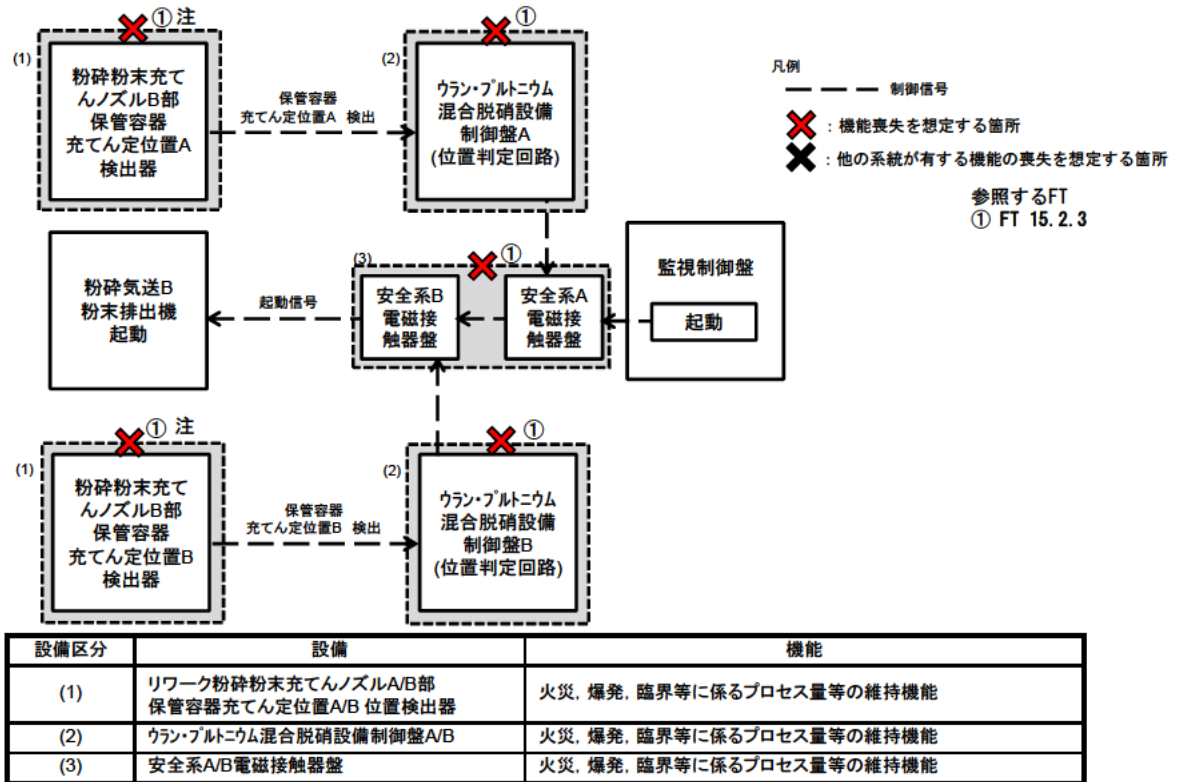 ① 注
(1)
粉砕粉末充て
んノズルB部
保管容器
充てん定位置A
検出器
保管容器
充てん定位置A 検出
①
(2)
ウラン・プルトニウム
混合脱硝設備
制御盤A
(位置判定回路)
凡例
制御信号
：機能喪失を想定する箇所
：他の系統が有する機能の喪失を想定する箇所
参照するFT
① FT 15.2.3
粉砕気送B
粉末排出機
起動
起動信号
(3)
①
安全系B
電磁接
触器盤
安全系A
電磁接
触器盤
監視制御盤
起動
① 注
(1)
粉砕粉末充て
んノズルB部
保管容器
充てん定位置B
検出器
保管容器
充てん定位置B 検出
①
(2)
ウラン・プルトニウム
混合脱硝設備
制御盤B
(位置判定回路)
設備区分 設備 機能
(1) リワーク粉砕粉末充てんノズルA/B部
保管容器充てん定位置A/B 位置検出器 火災，爆発，臨界等に係るプロセス量等の維持機能
(2) ウラン・プルトニウム混合脱硝設備制御盤A/B 火災，爆発，臨界等に係るプロセス量等の維持機能
(3) 安全系A/B電磁接触器盤 火災，爆発，臨界等に係るプロセス量等の維持機能